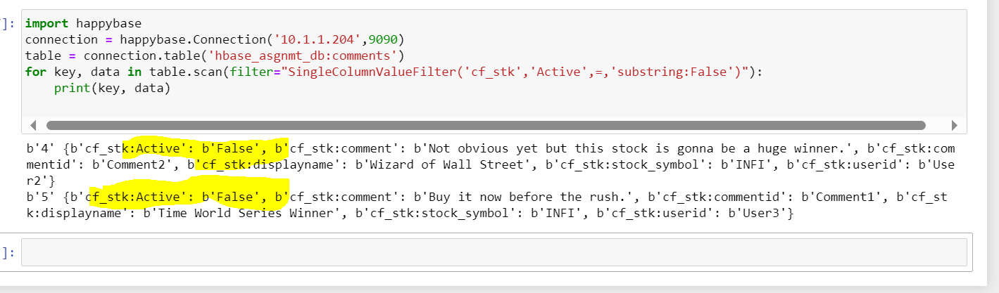 ]:
import happybase
connection = happybase.Connection('10.1.1.204',9090)
table = connection.table('hbase_asgnmt_db:comments')
for key, data in table.scan(filter="SingleColumnValueFilter('cf_stk','Active',=,'substring:False')"):
    print(key, data)
b'4' {b'cf_stk:Active': b'False', b'cf_stk:comment': b'Not obvious yet but this stock is gonna be a huge winner.', b'cf_stk:com
mentid': b'Comment2', b'cf_stk:displayname': b'Wizard of Wall Street', b'cf_stk:stock_symbol': b'INFI', b'cf_stk:userid': b'Use
r2'}
b'5' {b'cf_stk:Active': b'False', b'cf_stk:comment': b'Buy it now before the rush.', b'cf_stk:commentid': b'Comment1', b'cf_st
k:displayname': b'Time World Series Winner', b'cf_stk:stock_symbol': b'INFI', b'cf_stk:userid': b'User3'}
]: